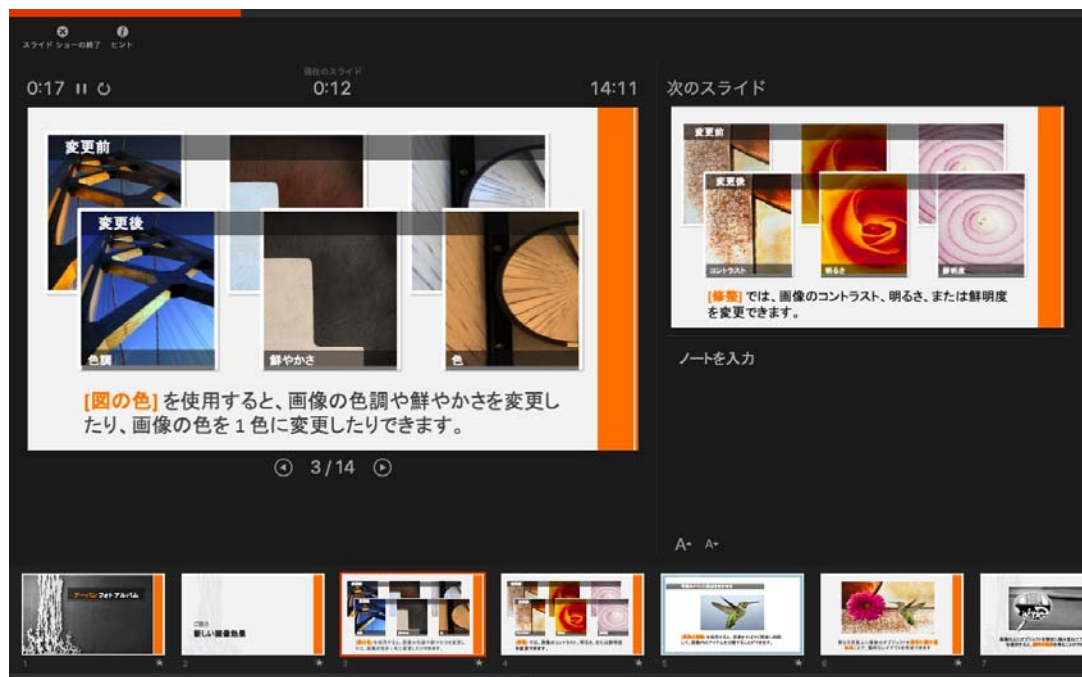 スライド ショーの終了 ヒント
現在のスライド
0:17 0:12 14:11
変更前
変更後
色調 鮮やかさ 色
[図の色] を使用すると、画像の色調や鮮やかさを変更し
たり、画像の色を 1 色に変更したりできます。
3 / 14
次のスライド
変更前
変更後
コントラスト 明るさ 鮮明度
[修整] では、画像のコントラスト、明るさ、または鮮明度
を変更できます。
ノートを入力
A A
アーバン フォト アルバム
ご紹介
新しい画像効果
1 2 3 4 5 6 7